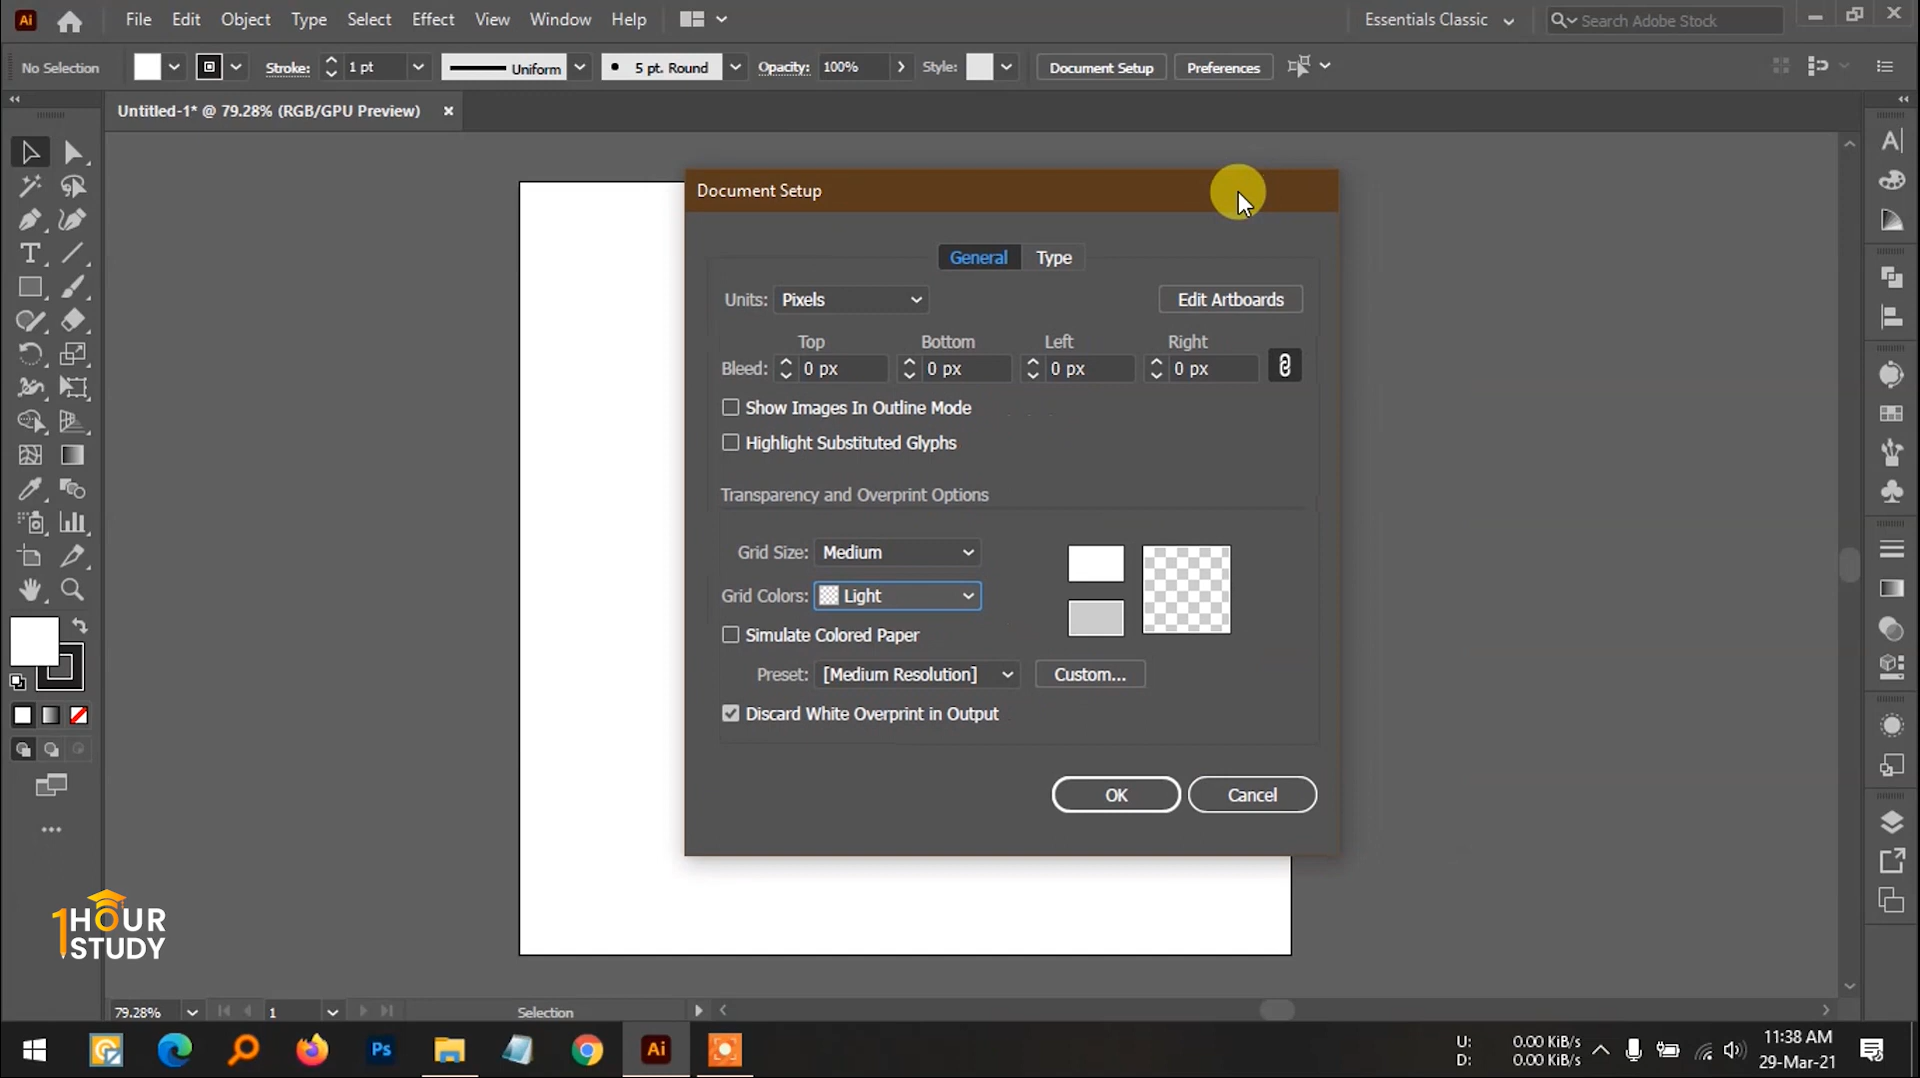 Ai File Edit Object Type Select Effect View Window Help Essentials Classic Search Adobe Stock
No Selection Stroke: 1 pt Uniform 5 pt. Round Opacity: 100% Style: Document Setup Preferences
Untitled-1* @ 79.28% (RGB/GPU Preview)
Document Setup
General Type
Units: Pixels Edit Artboards
Top Bottom Left Right
Bleed: 0 px 0 px 0 px 0 px
Show Images In Outline Mode
Highlight Substituted Glyphs
Transparency and Overprint Options
Grid Size: Medium
Grid Colors: Light
Simulate Colored Paper
Preset: [Medium Resolution] Custom...
Discard White Overprint in Output
OK Cancel
1HOUR
STUDY
79.28% 1 Selection
Ps Ai
U: 0.00 KiB/s
D: 0.00 KiB/s
11:38 AM
29-Mar-21